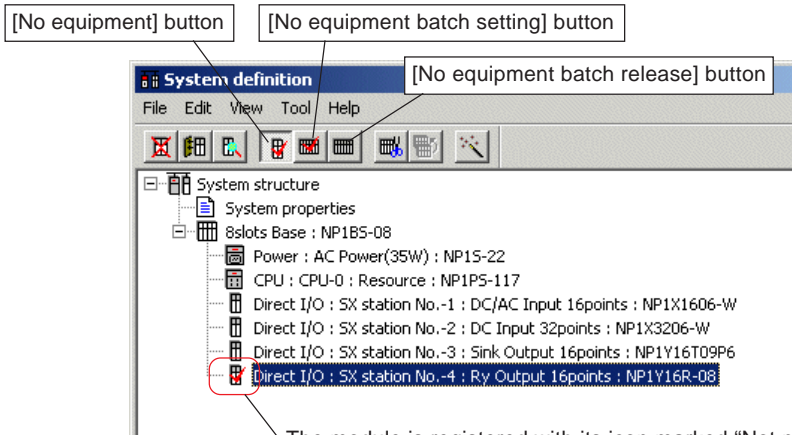 [No equipment] button
[No equipment batch setting] button
[No equipment batch release] button
System definition
File Edit View Tool Help
System structure
System properties
8slots Base : NP1BS-08
Power : AC Power(35W) : NP1S-22
CPU : CPU-0 : Resource : NP1PS-117
Direct I/O : SX station No.-1 : DC/AC Input 16points : NP1X1606-W
Direct I/O : SX station No.-2 : DC Input 32points : NP1X3206-W
Direct I/O : SX station No.-3 : Sink Output 16points : NP1Y16T09P6
Direct I/O : SX station No.-4 : Ry Output 16points : NP1Y16R-08
The module is registered with its icon marked "Not